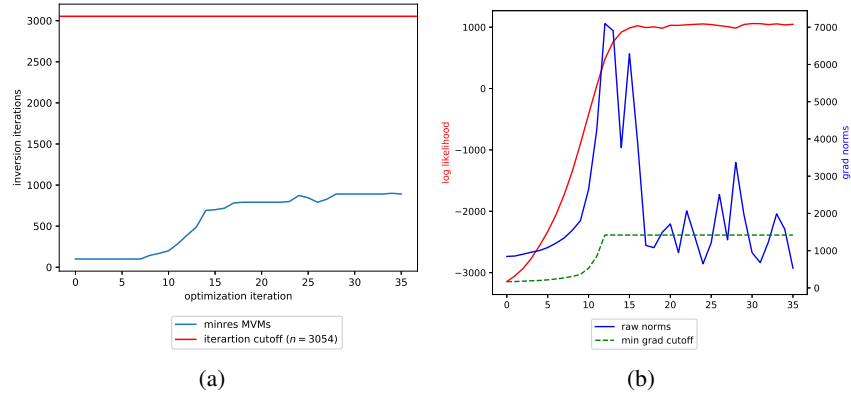 3000
2500
2000
1500
1000
500
0
inversion iterations
0 5 10 15 20 25 30 35
optimization iteration
minres MVMs
iterartion cutoff (n = 3054)
(a)
1000
0
−1000
−2000
−3000
log likelihood
7000
6000
5000
4000
3000
2000
1000
0
grad norms
0 5 10 15 20 25 30 35
raw norms
min grad cutoff
(b)